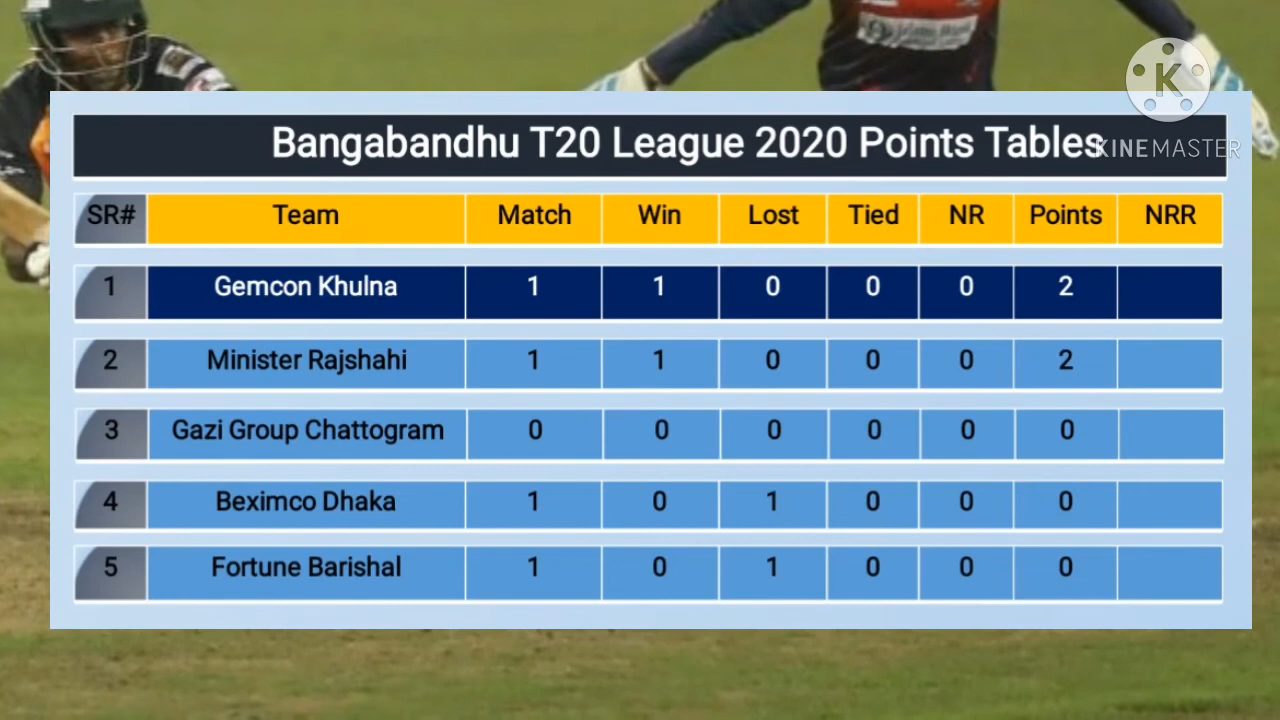 Bangabandhu T20 League 2020 Points Tables
KINEMASTER
K
SR# Team Match Win Lost Tied NR Points NRR
1 Gemcon Khulna 1 1 0 0 0 2
2 Minister Rajshahi 1 1 0 0 0 2
3 Gazi Group Chattogram 0 0 0 0 0 0
4 Beximco Dhaka 1 0 1 0 0 0
5 Fortune Barishal 1 0 1 0 0 0